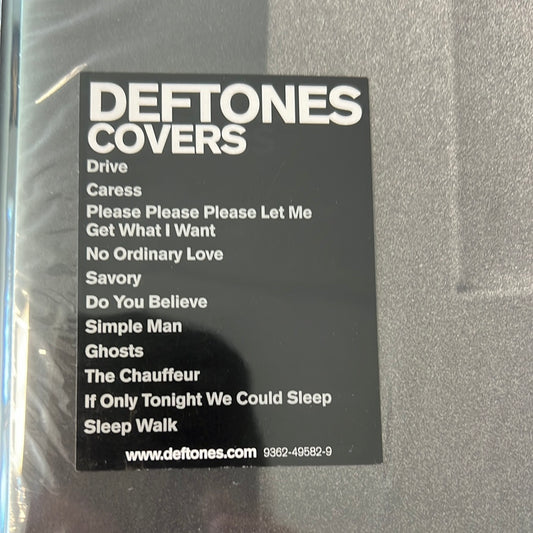 DEFTONES
COVERS
Drive
Caress
Please Please Please Let Me
Get What I Want
No Ordinary Love
Savory
Do You Believe
Simple Man
Ghosts
The Chauffeur
If Only Tonight We Could Sleep
Sleep Walk
www.deftones.com 9362-49582-9